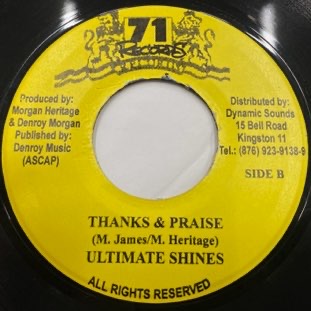 71
RECORDS
Produced by:
Morgan Heritage
& Denroy Morgan
Published by:
Denroy Music
(ASCAP)
Distributed by:
Dynamic Sounds
15 Bell Road
Kingston 11
Tel.: (876) 923-9138-9
SIDE B
THANKS & PRAISE
(M. James/M. Heritage)
ULTIMATE SHINES
ALL RIGHTS RESERVED